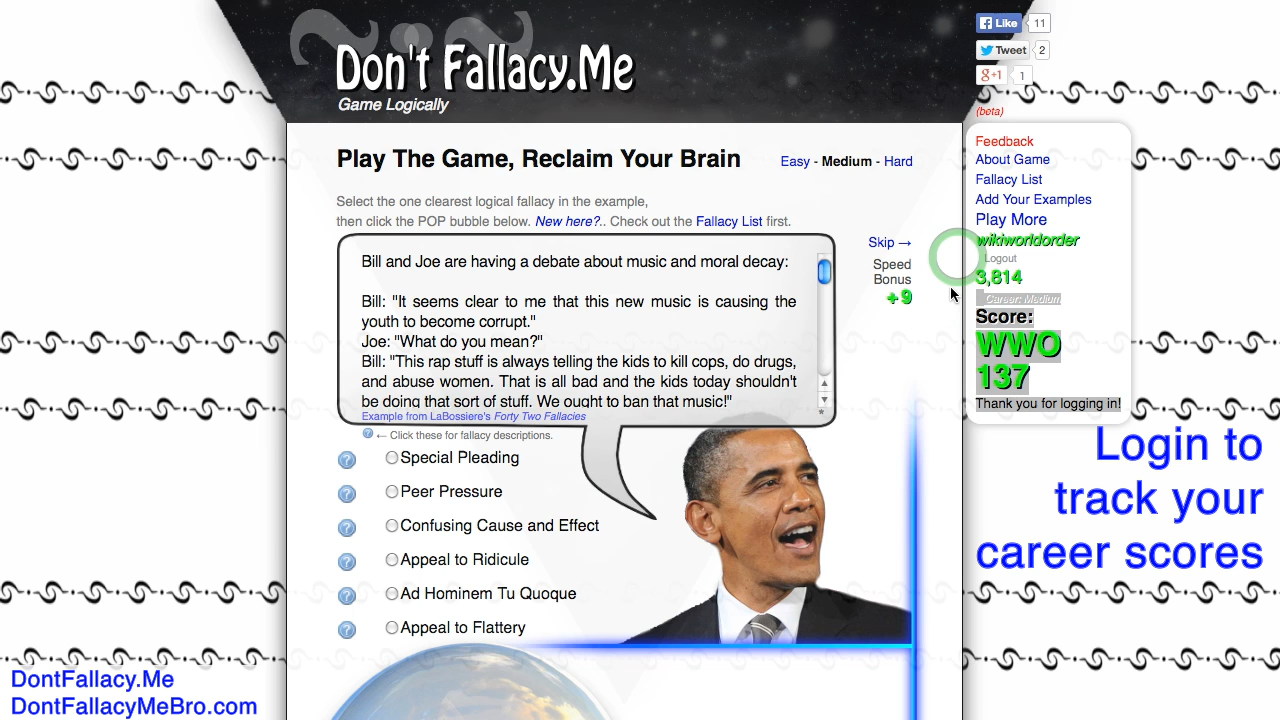 Don't Fallacy.Me
Game Logically
Like 11
Tweet 2
g+1 1
(beta)
Play The Game, Reclaim Your Brain
Easy - Medium - Hard
Select the one clearest logical fallacy in the example,
then click the POP bubble below. New here?.. Check out the Fallacy List first.
Bill and Joe are having a debate about music and moral decay:
Bill: "It seems clear to me that this new music is causing the
youth to become corrupt."
Joe: "What do you mean?"
Bill: "This rap stuff is always telling the kids to kill cops, do drugs,
and abuse women. That is all bad and the kids today shouldn't
be doing that sort of stuff. We ought to ban that music!"
Example from LaBossiere's Forty Two Fallacies
*
Skip →
Speed
Bonus
+9
? ← Click these for fallacy descriptions.
? Special Pleading
? Peer Pressure
? Confusing Cause and Effect
? Appeal to Ridicule
? Ad Hominem Tu Quoque
? Appeal to Flattery
Feedback
About Game
Fallacy List
Add Your Examples
Play More
wikiworldorder
Logout
3,814
Career: Medium
Score:
WWO
137
Thank you for logging in!
Login to
track your
career scores
DontFallacy.Me
DontFallacyMeBro.com